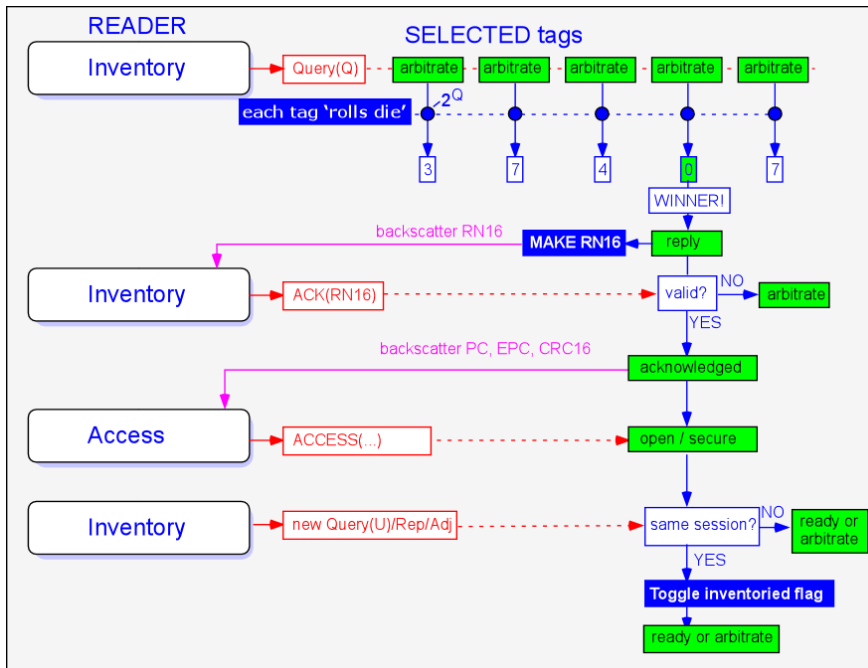 READER
SELECTED tags
Inventory
Query(Q)
arbitrate
arbitrate
arbitrate
arbitrate
arbitrate
each tag ‘rolls die’
2Q
3
7
4
0
7
WINNER!
backscatter RN16
MAKE RN16
reply
Inventory
ACK(RN16)
valid?
NO
arbitrate
YES
backscatter PC, EPC, CRC16
acknowledged
Access
ACCESS(...)
open / secure
Inventory
new Query(U)/Rep/Adj
same session?
NO
ready or
arbitrate
YES
Toggle inventoried flag
ready or arbitrate